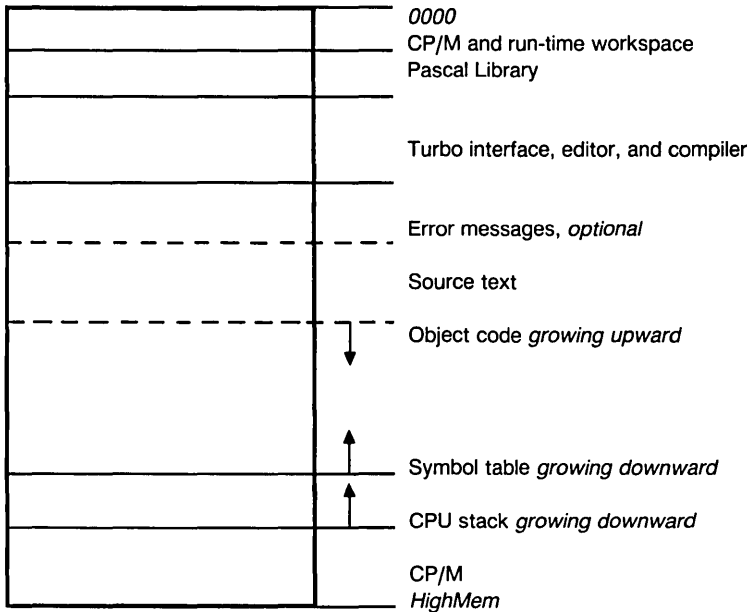 0000
CP/M and run-time workspace
Pascal Library
Turbo interface, editor, and compiler
Error messages, optional
Source text
Object code growing upward
Symbol table growing downward
CPU stack growing downward
CP/M
HighMem